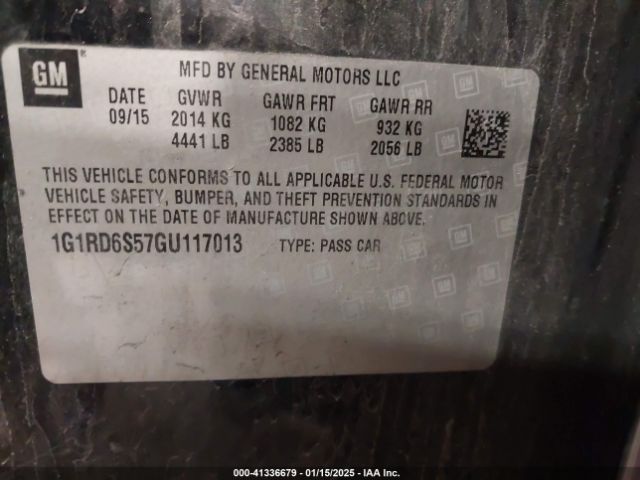 GM ®
MFD BY GENERAL MOTORS LLC
DATE GVWR GAWR FRT GAWR RR
09/15 2014 KG 1082 KG 932 KG
4441 LB 2385 LB 2056 LB
THIS VEHICLE CONFORMS TO ALL APPLICABLE U.S. FEDERAL MOTOR
VEHICLE SAFETY, BUMPER, AND THEFT PREVENTION STANDARDS IN
EFFECT ON THE DATE OF MANUFACTURE SHOWN ABOVE.
1G1RD6S57GU117013 TYPE: PASS CAR
000-41336679 - 01/15/2025 - IAA Inc.